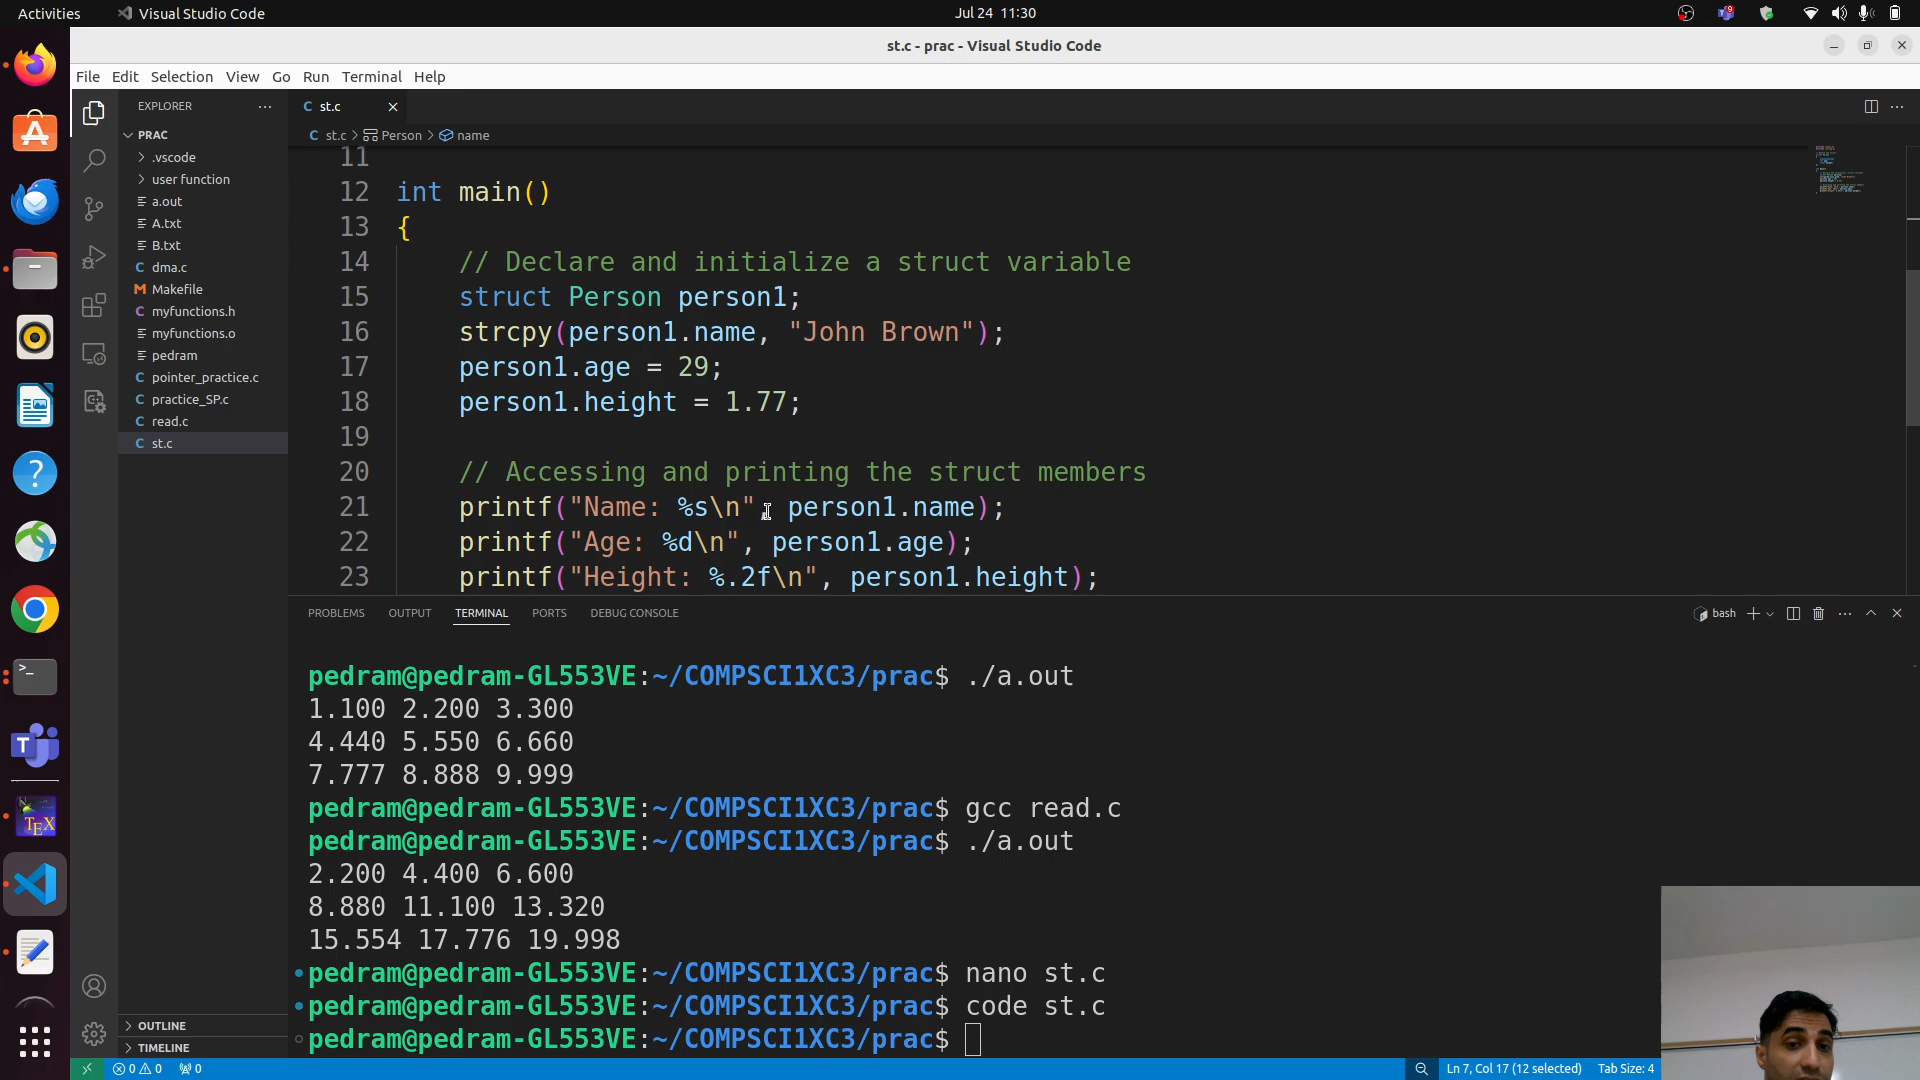 Activities
Visual Studio Code
Jul 24 11:30
9
st.c - prac - Visual Studio Code
File Edit Selection View Go Run Terminal Help
EXPLORER
C st.c
PRAC
C st.c > Person > name
.vscode
user function
a.out
A.txt
B.txt
C dma.c
M Makefile
C myfunctions.h
C myfunctions.o
pedram
C pointer_practice.c
C practice_SP.c
C read.c
C st.c
11
12 int main()
13 {
14 // Declare and initialize a struct variable
15 struct Person person1;
16 strcpy(person1.name, "John Brown");
17 person1.age = 29;
18 person1.height = 1.77;
19
20 // Accessing and printing the struct members
21 printf("Name: %s\n", person1.name);
22 printf("Age: %d\n", person1.age);
23 printf("Height: %.2f\n", person1.height);
PROBLEMS OUTPUT TERMINAL PORTS DEBUG CONSOLE
bash
pedram@pedram-GL553VE:~/COMPSCI1XC3/prac$ ./a.out
1.100 2.200 3.300
4.440 5.550 6.660
7.777 8.888 9.999
pedram@pedram-GL553VE:~/COMPSCI1XC3/prac$ gcc read.c
pedram@pedram-GL553VE:~/COMPSCI1XC3/prac$ ./a.out
2.200 4.400 6.600
8.880 11.100 13.320
15.554 17.776 19.998
pedram@pedram-GL553VE:~/COMPSCI1XC3/prac$ nano st.c
pedram@pedram-GL553VE:~/COMPSCI1XC3/prac$ code st.c
pedram@pedram-GL553VE:~/COMPSCI1XC3/prac$
OUTLINE
TIMELINE
0 0 0
Ln 7, Col 17 (12 selected) Tab Size: 4
T
TEX